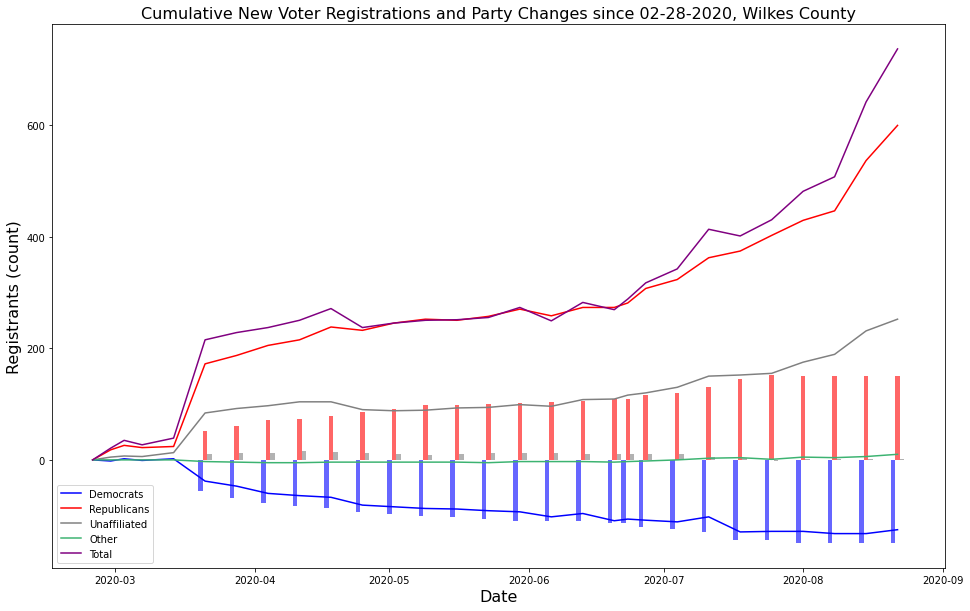 Cumulative New Voter Registrations and Party Changes since 02-28-2020, Wilkes County
Registrants (count)
600
400
200
0
Democrats
Republicans
Unaffiliated
Other
Total
2020-03 2020-04 2020-05 2020-06 2020-07 2020-08 2020-09
Date